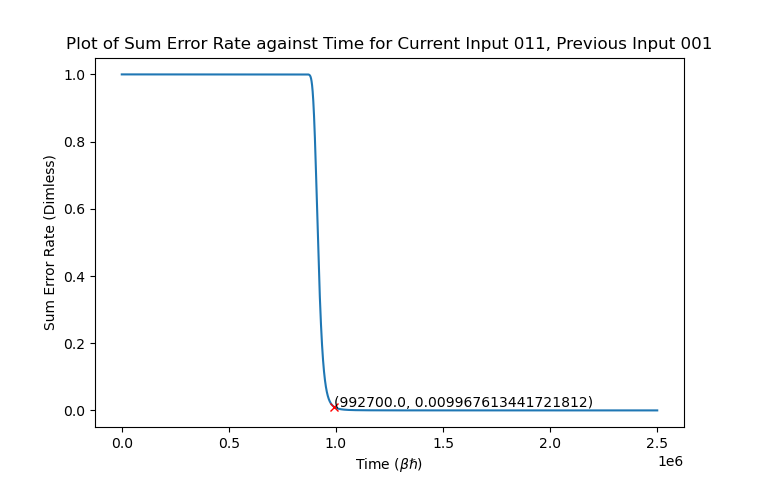 Plot of Sum Error Rate against Time for Current Input 011, Previous Input 001
1.0
0.8
0.6
0.4
0.2
0.0
Sum Error Rate (Dimless)
(992700.0, 0.009967613441721812)
0.0 0.5 1.0 1.5 2.0 2.5
1e6
Time (βℏ)